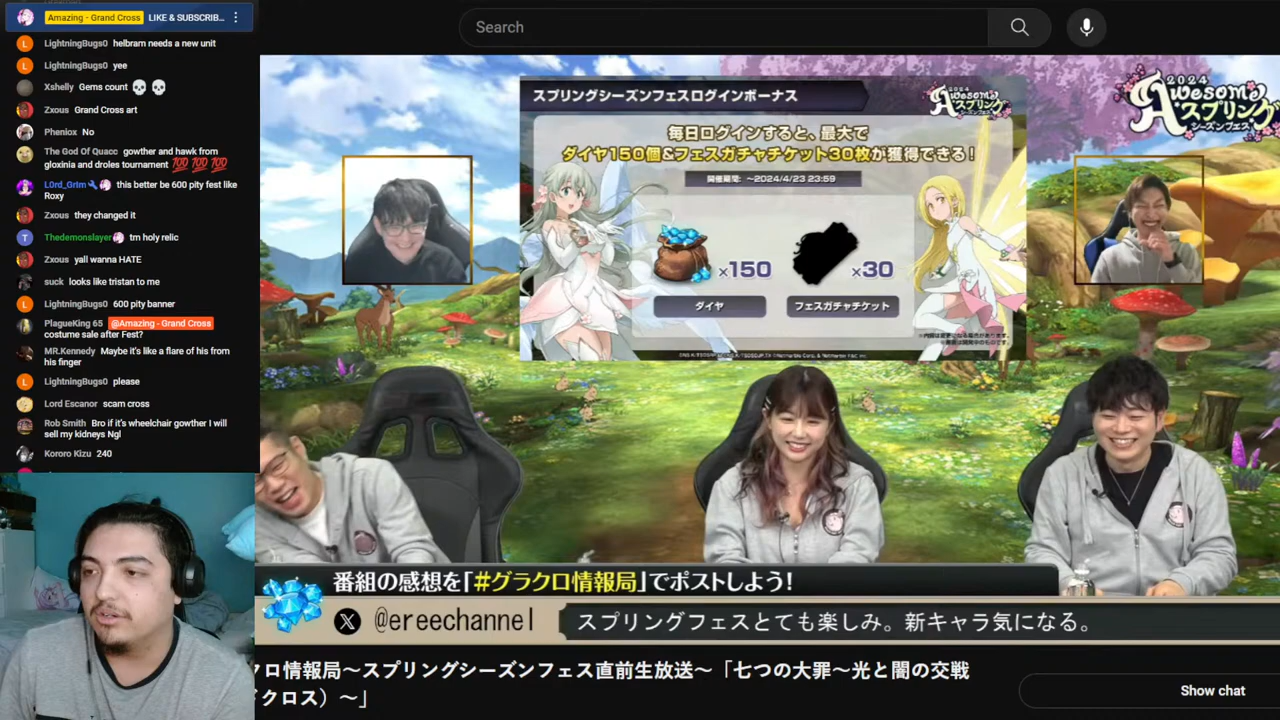 Amazing - Grand Cross LIKE & SUBSCRIB...
LightningBugs0 helbram needs a new unit
LightningBugs0 yee
Xshelly Gems count
Zxous Grand Cross art
Pheniox No
The God Of Quacc gowther and hawk from
gloxinia and droles tournament 💯 💯 💯
L0rd_Grim this better be 600 pity fest like
Roxy
Zxous they changed it
Thedemonslayer tm holy relic
Zxous yall wanna HATE
suck looks like tristan to me
LightningBugs0 600 pity banner
PlagueKing 65 @Amazing - Grand Cross
costume sale after Fest?
MR.Kennedy Maybe it's like a flare of his from
his finger
LightningBugs0 please
Lord Escanor scam cross
Rob Smith Bro if it's wheelchair gowther I will
sell my kidneys Ngl
Kororo Kizu 240
Search
スプリングシーズンフェスログインボーナス
2024
Awesome
スプリング
シーズンフェス
毎日ログインすると、最大で
ダイヤ150個&フェスガチャチケット30枚が獲得できる!
開催期間: ～2024/4/23 23:59
×150
×30
ダイヤ
フェスガチャチケット
2024
Awesome
スプリング
シーズンフェス
番組の感想を「#グラクロ情報局」でポストしよう!
X @ereechannel スプリングフェスとても楽しみ。新キャラ気になる。
クロ情報局～スプリングシーズンフェス直前生放送～「七つの大罪～光と闇の交戦
ドクロス）～」
Show chat